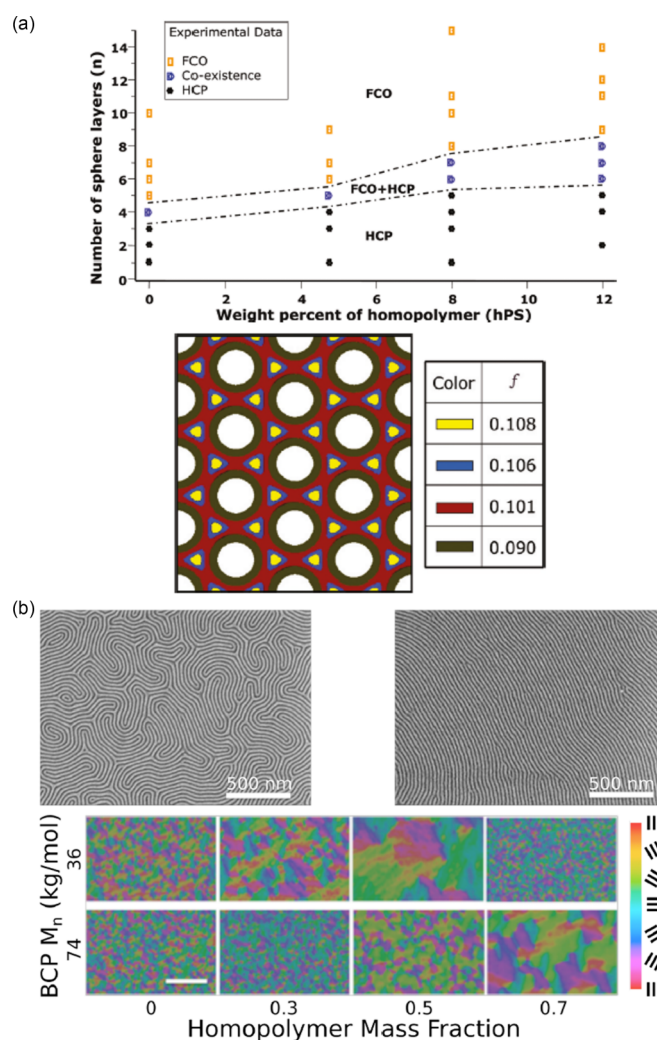 (a)
Experimental Data
FCO
Co-existence
HCP
Number of sphere layers (n)
14
12
10
8
6
4
2
0
FCO
FCO+HCP
HCP
0 2 4 6 8 10 12
Weight percent of homopolymer (hPS)
Color f
0.108
0.106
0.101
0.090
(b)
500 nm
500 nm
BCP Mn (kg/mol)
36
74
0 0.3 0.5 0.7
Homopolymer Mass Fraction